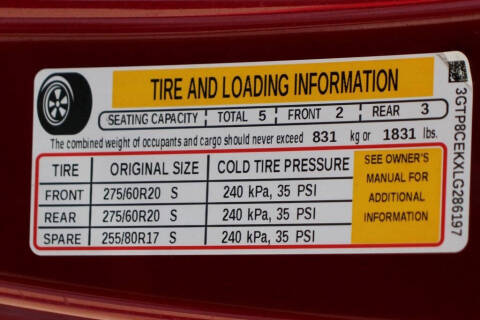 TIRE AND LOADING INFORMATION
SEATING CAPACITY TOTAL 5 FRONT 2 REAR 3
The combined weight of occupants and cargo should never exceed 831 kg or 1831 lbs.
TIRE ORIGINAL SIZE COLD TIRE PRESSURE
FRONT 275/60R20 S 240 kPa, 35 PSI
REAR 275/60R20 S 240 kPa, 35 PSI
SPARE 255/80R17 S 240 kPa, 35 PSI
SEE OWNER'S
MANUAL FOR
ADDITIONAL
INFORMATION
3GTP8CEKXLG286197